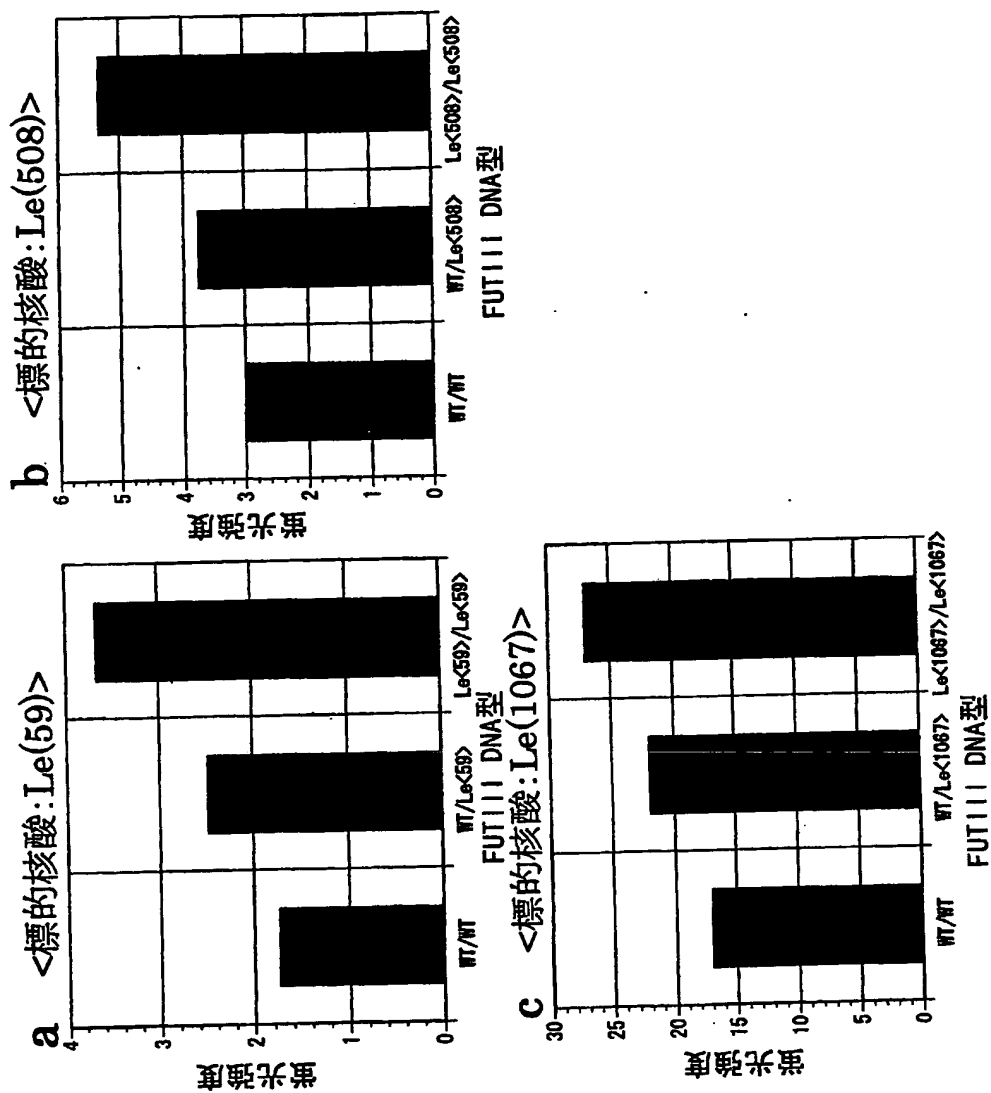 a <標的核酸:Le(59)>
蛍光強度
4
3
2
1
0
WT/WT
WT/Le<59>
Le<59>/Le<59>
FUTIII DNA型
b <標的核酸:Le(508)>
蛍光強度
6
5
4
3
2
1
0
WT/WT
WT/Le<508>
Le<508>/Le<508>
FUTIII DNA型
c <標的核酸:Le(1067)>
蛍光強度
30
25
20
15
10
5
0
WT/WT
WT/Le<1067>
Le<1067>/Le<1067>
FUTIII DNA型